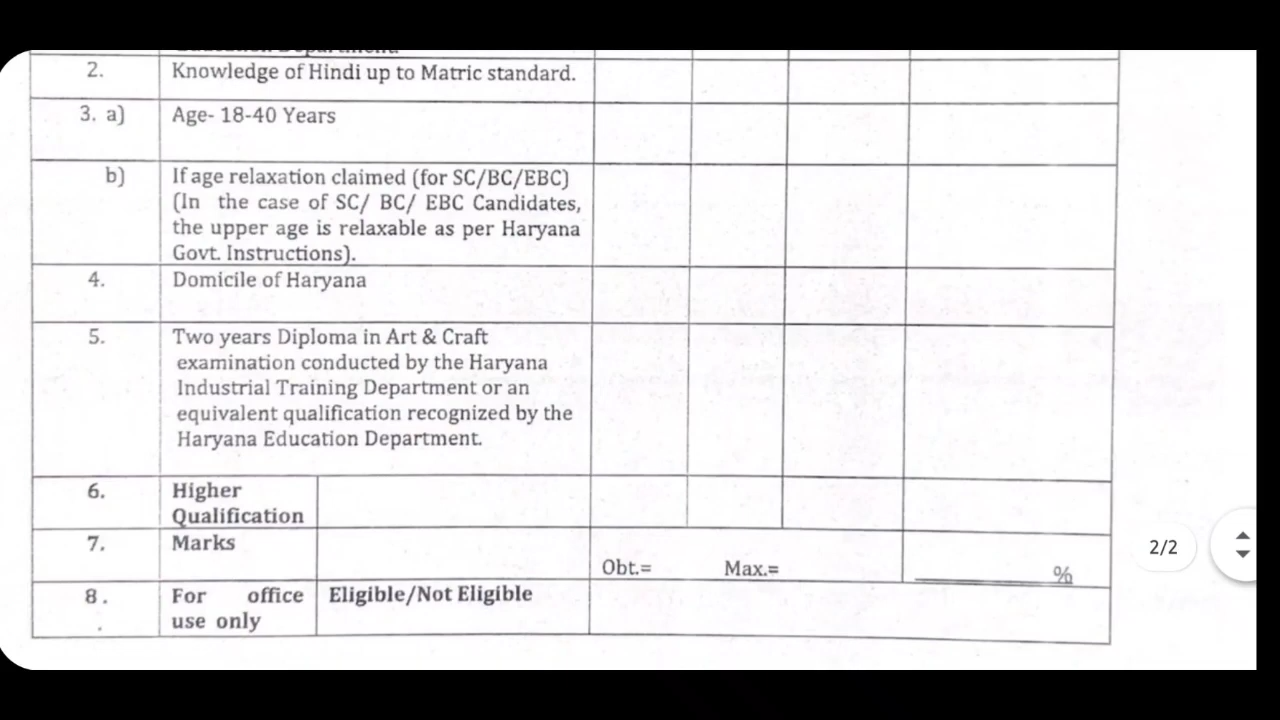 2.
Knowledge of Hindi up to Matric standard.
3. a)
Age- 18-40 Years
b)
If age relaxation claimed (for SC/BC/EBC)
(In the case of SC/ BC/ EBC Candidates,
the upper age is relaxable as per Haryana
Govt. Instructions).
4.
Domicile of Haryana
5.
Two years Diploma in Art & Craft
examination conducted by the Haryana
Industrial Training Department or an
equivalent qualification recognized by the
Haryana Education Department.
6.
Higher
Qualification
7.
Marks
Obt.=
Max.=
%
8.
For office
use only
Eligible/Not Eligible
2/2